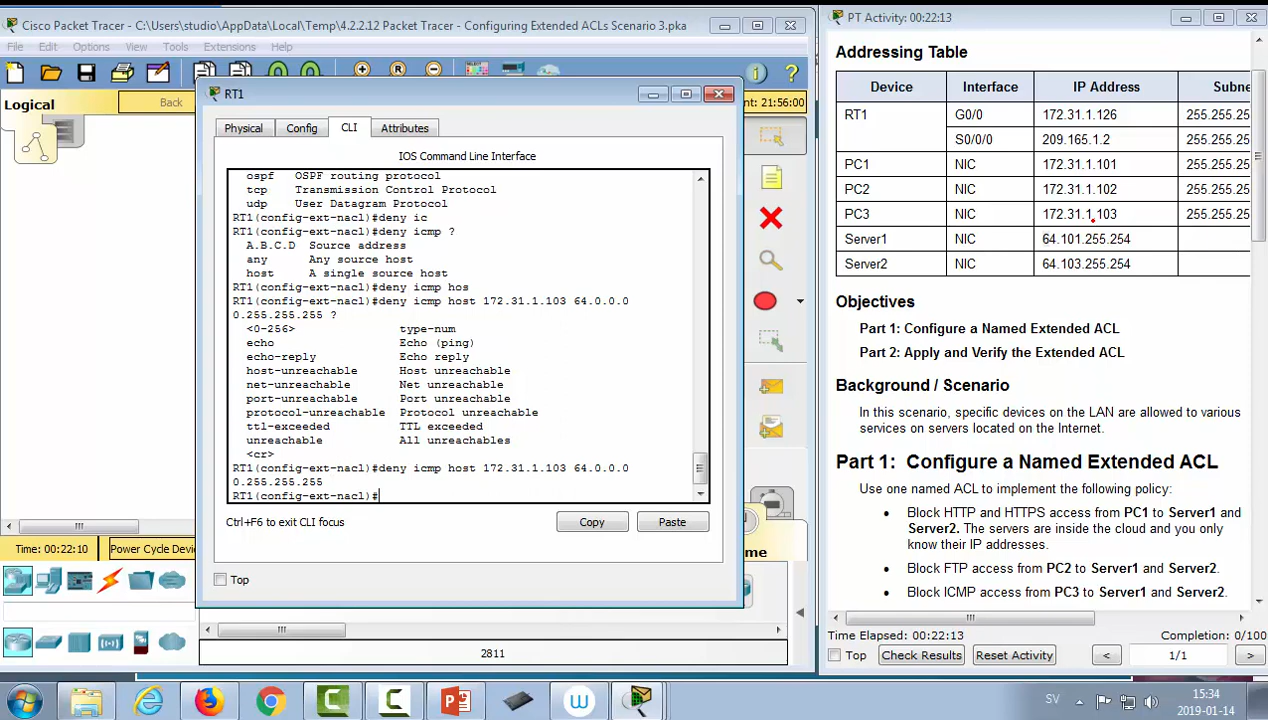 Cisco Packet Tracer - C:\Users\studio\AppData\Local\Temp\4.2.2.12 Packet Tracer - Configuring Extended ACLs Scenario 3.pka
File Edit Options View Tools Extensions Help
Logical
Back
nt: 21:56:00
RT1
Physical Config CLI Attributes
IOS Command Line Interface
ospf OSPF routing protocol
tcp Transmission Control Protocol
udp User Datagram Protocol
RT1(config-ext-nacl)#deny ic
RT1(config-ext-nacl)#deny icmp ?
A.B.C.D Source address
any Any source host
host A single source host
RT1(config-ext-nacl)#deny icmp hos
RT1(config-ext-nacl)#deny icmp host 172.31.1.103 64.0.0.0
0.255.255.255 ?
<0-256> type-num
echo Echo (ping)
echo-reply Echo reply
host-unreachable Host unreachable
net-unreachable Net unreachable
port-unreachable Port unreachable
protocol-unreachable Protocol unreachable
ttl-exceeded TTL exceeded
unreachable All unreachables
<cr>
RT1(config-ext-nacl)#deny icmp host 172.31.1.103 64.0.0.0
0.255.255.255
RT1(config-ext-nacl)#
Ctrl+F6 to exit CLI focus
Copy Paste
Top
Time: 00:22:10 Power Cycle Devi
me
2811
PT Activity: 00:22:13
Addressing Table
Device Interface IP Address Subne
RT1 G0/0 172.31.1.126 255.255.25
S0/0/0 209.165.1.2 255.255.25
PC1 NIC 172.31.1.101 255.255.25
PC2 NIC 172.31.1.102 255.255.25
PC3 NIC 172.31.1.103 255.255.25
Server1 NIC 64.101.255.254
Server2 NIC 64.103.255.254
Objectives
Part 1: Configure a Named Extended ACL
Part 2: Apply and Verify the Extended ACL
Background / Scenario
In this scenario, specific devices on the LAN are allowed to various
services on servers located on the Internet.
Part 1: Configure a Named Extended ACL
Use one named ACL to implement the following policy:
• Block HTTP and HTTPS access from PC1 to Server1 and
Server2. The servers are inside the cloud and you only
know their IP addresses.
• Block FTP access from PC2 to Server1 and Server2.
• Block ICMP access from PC3 to Server1 and Server2.
Time Elapsed: 00:22:13 Completion: 0/100
Top Check Results Reset Activity < 1/1 >
SV 15:34
2019-01-14